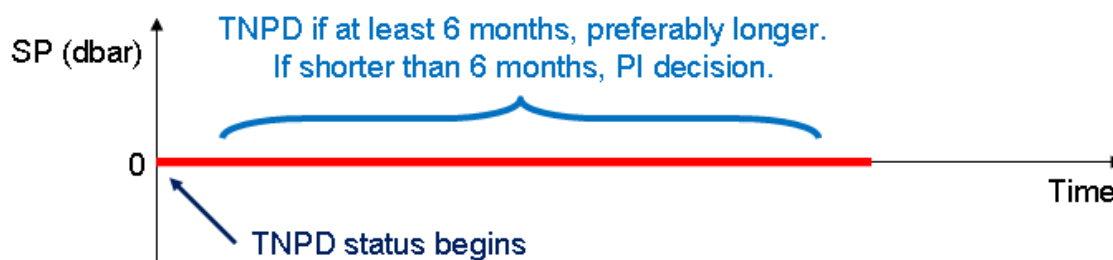 TNPD if at least 6 months, preferably longer.
If shorter than 6 months, PI decision.
SP (dbar)
0
Time
TNPD status begins